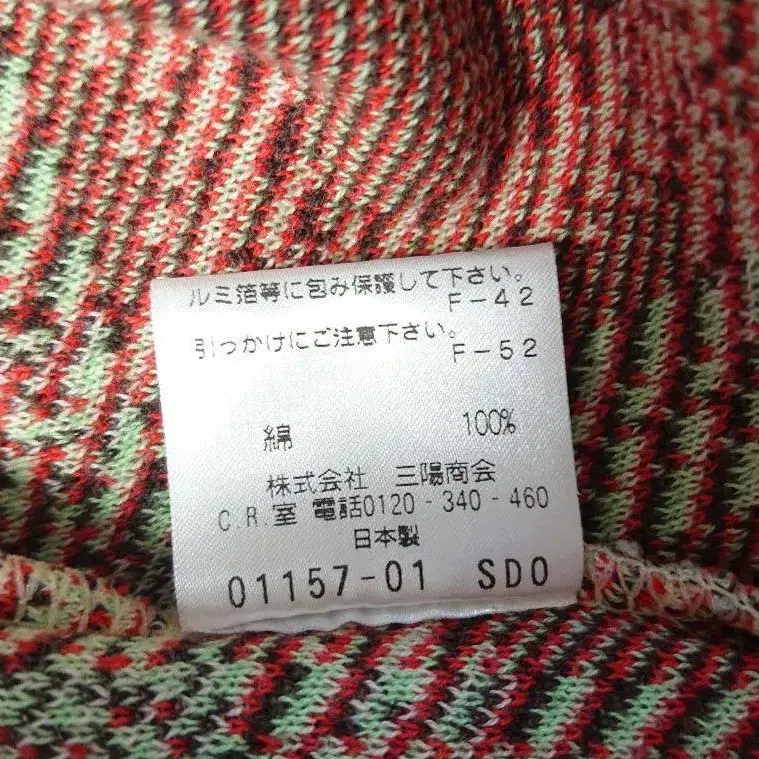 ルミ箔等に包み保護して下さい。
F-42
引っかけにご注意下さい。
F-52
綿 100%
株式会社 三陽商会
C.R.室 電話0120-340-460
日本製
01157-01 SDO